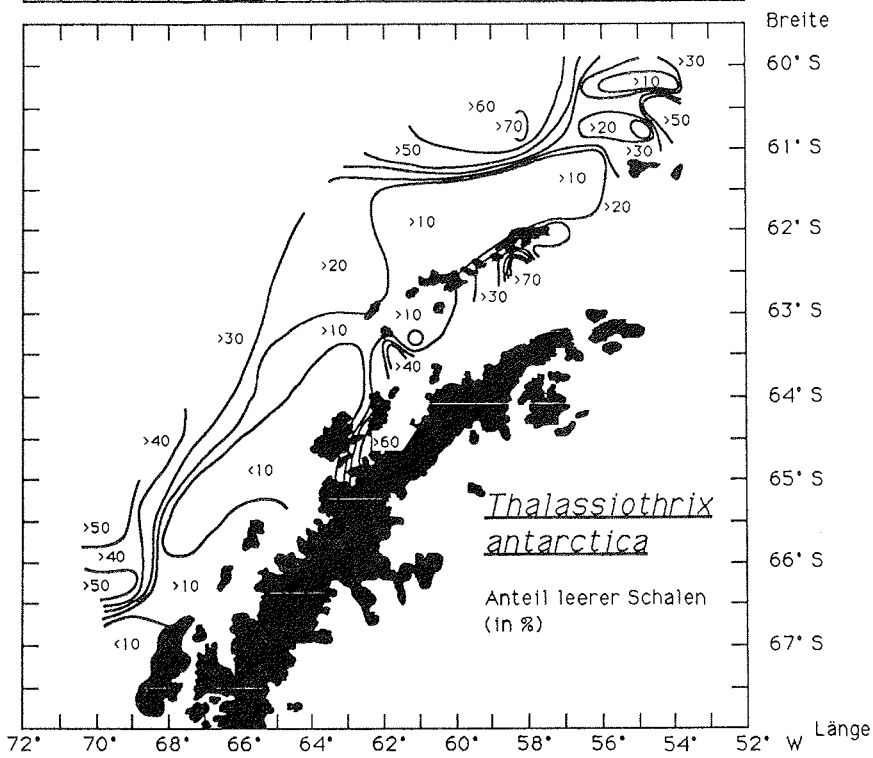 Breite
60° S
>30
>10
>60
>70
>20
>50
61° S
>50
>30
>10
>20
>10
62° S
>20
>70
>30
63° S
>10
>10
>30
>40
64° S
>40
>60
<10
65° S
Thalassiothrix
antarctica
>50
>40
66° S
>50
>10
Anteil leerer Schalen
(in %)
<10
67° S
72° 70° 68° 66° 64° 62° 60° 58° 56° 54° 52° W Länge